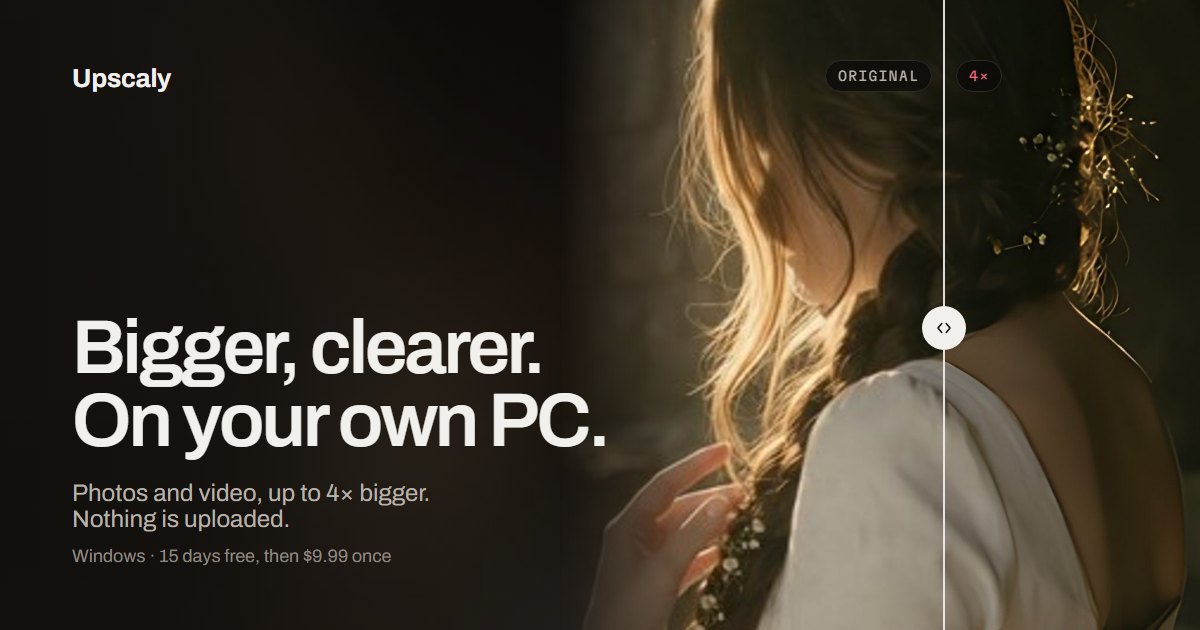 Upscaly
ORIGINAL
4×
Bigger, clearer.
On your own PC.
Photos and video, up to 4× bigger.
Nothing is uploaded.
Windows · 15 days free, then $9.99 once